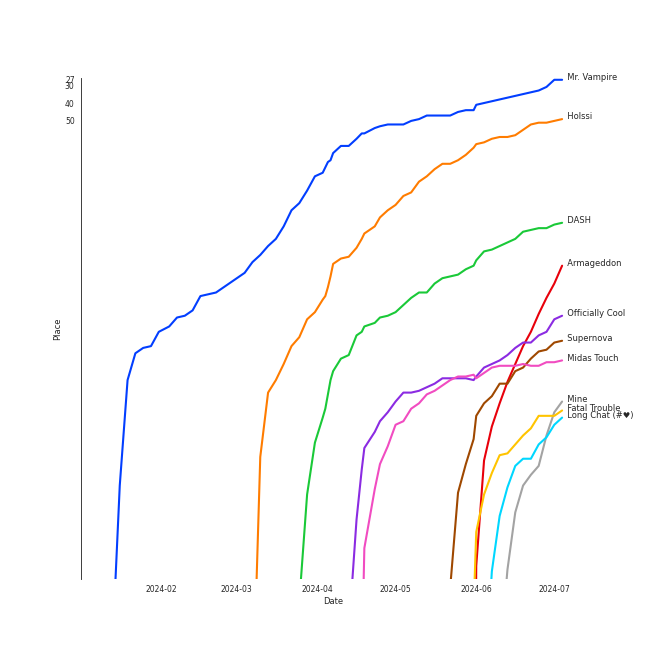 27
30
40
50
Place
Mr. Vampire
Holssi
DASH
Armageddon
Officially Cool
Supernova
Midas Touch
Mine
Fatal Trouble
Long Chat (#♥)
2024-02 2024-03 2024-04 2024-05 2024-06 2024-07
Date